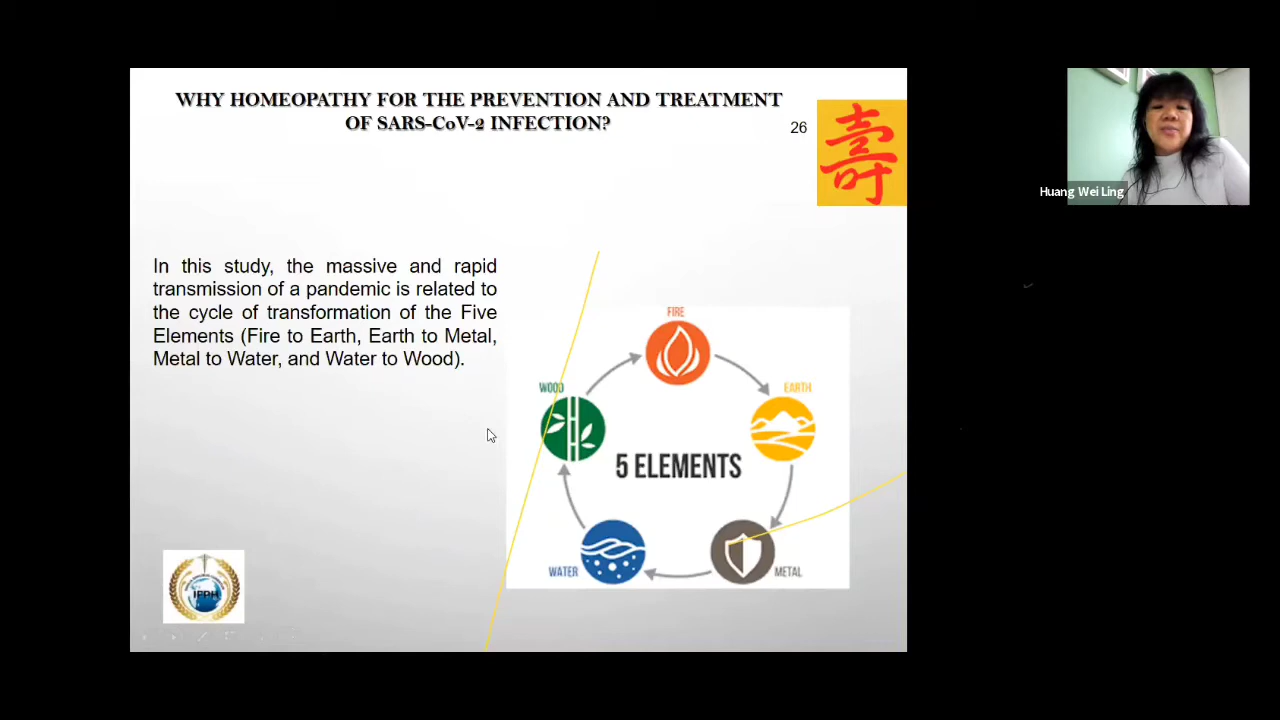 WHY HOMEOPATHY FOR THE PREVENTION AND TREATMENT
OF SARS-CoV-2 INFECTION?
26
壽
Huang Wei Ling
In this study, the massive and rapid
transmission of a pandemic is related to
the cycle of transformation of the Five
Elements (Fire to Earth, Earth to Metal,
Metal to Water, and Water to Wood).
FIRE
WOOD
EARTH
5 ELEMENTS
WATER
METAL
IFPH